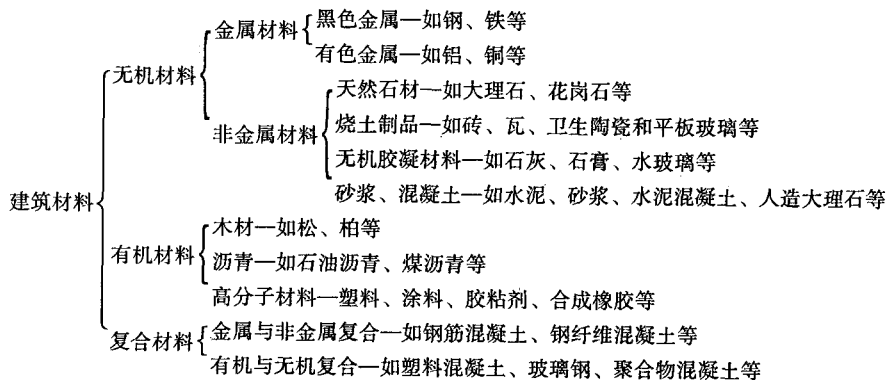 金属材料
黑色金属—如钢、铁等
有色金属—如铝、铜等
无机材料
天然石材—如大理石、花岗石等
烧土制品—如砖、瓦、卫生陶瓷和平板玻璃等
非金属材料
无机胶凝材料—如石灰、石膏、水玻璃等
砂浆、混凝土—如水泥、砂浆、水泥混凝土、人造大理石等
建筑材料
木材—如松、柏等
有机材料
沥青—如石油沥青、煤沥青等
高分子材料—塑料、涂料、胶粘剂、合成橡胶等
复合材料
金属与非金属复合—如钢筋混凝土、钢纤维混凝土等
有机与无机复合—如塑料混凝土、玻璃钢、聚合物混凝土等